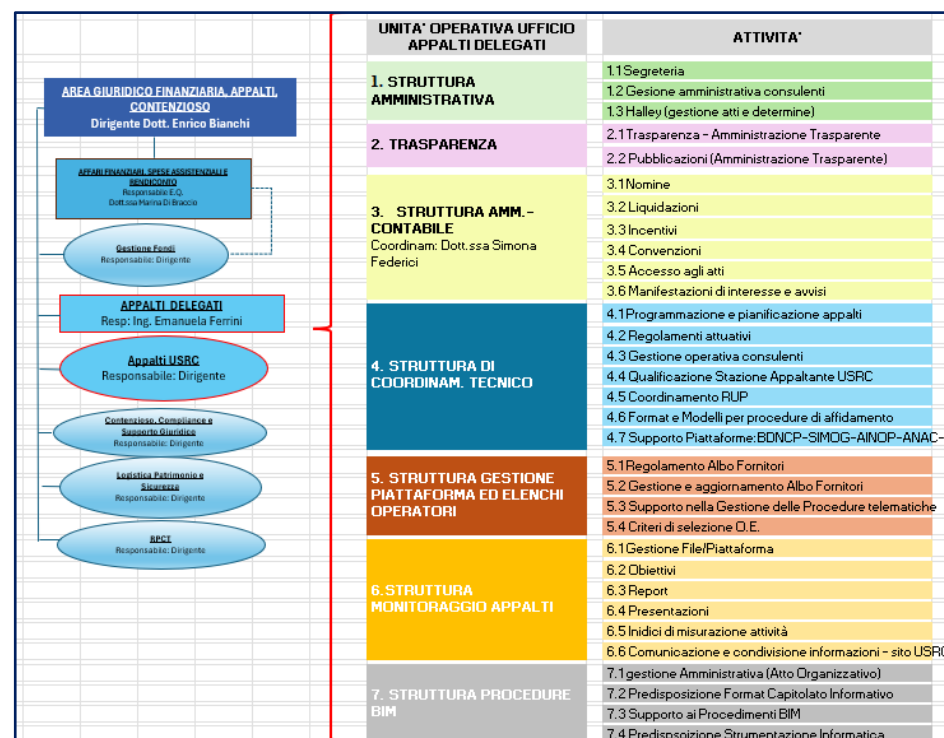 AREA GIURIDICO FINANZIARIA, APPALTI,
CONTENZIOSO
Dirigente Dott. Enrico Bianchi
AFFARI FINANZIARI, SPESE ASSISTENZIALI E
RENDICONTO
Responsabile E.Q.
Dott.ssa Marina Di Braccio
Gestione Fondi
Responsabile: Dirigente
APPALTI DELEGATI
Resp: Ing. Emanuela Ferrini
Appalti USRC
Responsabile: Dirigente
Contenzioso, Compliance e
Supporto Giuridico
Responsabile: Dirigente
Logistica Patrimonio e
Sicurezza
Responsabile: Dirigente
RPCT
Responsabile: Dirigente
UNITA' OPERATIVA UFFICIO
APPALTI DELEGATI
ATTIVITA'
1. STRUTTURA
AMMINISTRATIVA
1.1 Segreteria
1.2 Gesione amministrativa consulenti
1.3 Halley (gestione atti e determine)
2. TRASPARENZA
2.1 Trasparenza - Amministrazione Trasparente
2.2 Pubblicazioni (Amministrazione Trasparente)
3. STRUTTURA AMM.-
CONTABILE
Coordinam: Dott.ssa Simona
Federici
3.1 Nomine
3.2 Liquidazioni
3.3 Incentivi
3.4 Convenzioni
3.5 Accesso agli atti
3.6 Manifestazioni di interesse e avvisi
4. STRUTTURA DI
COORDINAM. TECNICO
4.1 Programmazione e pianificazione appalti
4.2 Regolamenti attuativi
4.3 Gestione operativa consulenti
4.4 Qualificazione Stazione Appaltante USRC
4.5 Coordinamento RUP
4.6 Format e Modelli per procedure di affidamento
4.7 Supporto Piattaforme:BDNCP-SIMOG-AINOP-ANAC-
5. STRUTTURA GESTIONE
PIATTAFORMA ED ELENCHI
OPERATORI
5.1 Regolamento Albo Fornitori
5.2 Gestione e aggiornamento Albo Fornitori
5.3 Supporto nella Gestione delle Procedure telematiche
5.4 Criteri di selezione O.E.
6.STRUTTURA
MONITORAGGIO APPALTI
6.1 Gestione File/Piattaforma
6.2 Obiettivi
6.3 Report
6.4 Presentazioni
6.5 Inidici di misurazione attività
6.6 Comunicazione e condivisione informazioni - sito USRC
7. STRUTTURA PROCEDURE
BIM
7.1 gestione Amministrativa (Atto Organizzativo)
7.2 Predisposizione Format Capitolato Informativo
7.3 Supporto ai Procedimenti BIM
7.4 Predispsoizione Strumentazione Informatica